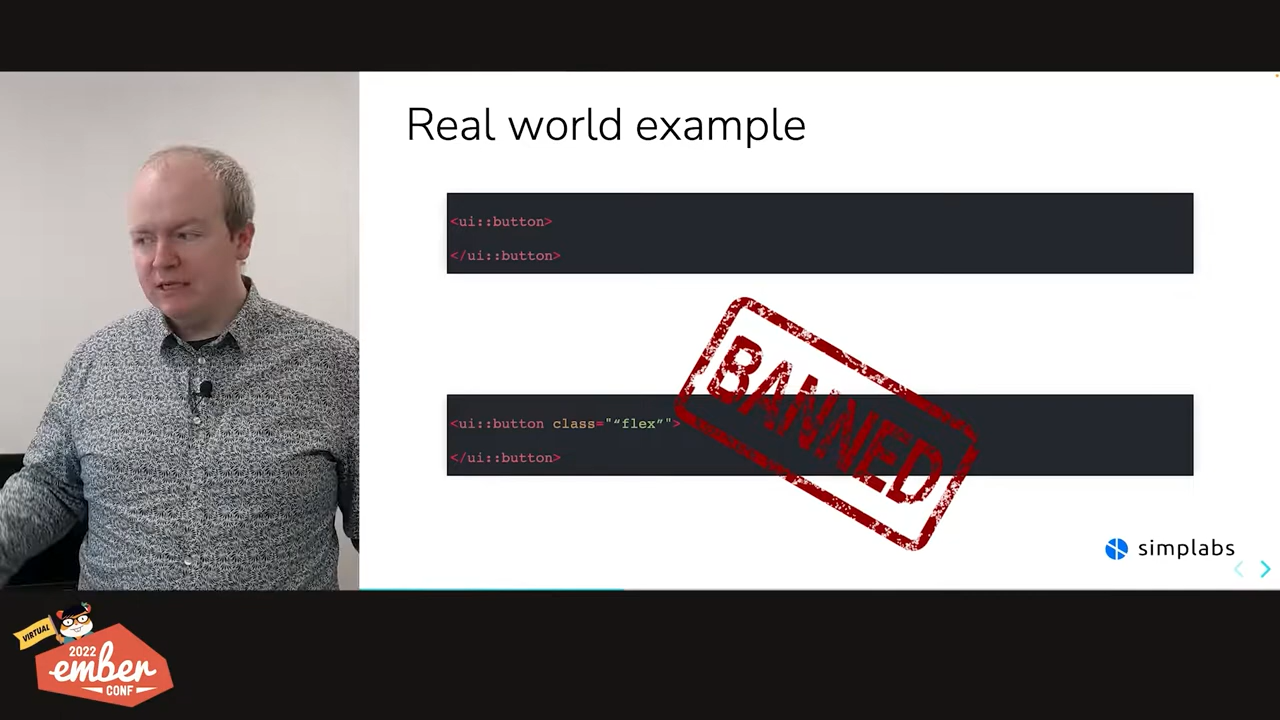 Real world example
<ui::button>
</ui::button>
BANNED
<ui::button class="“flex”">
</ui::button>
simplabs
VIRTUAL
2022
ember
CONF